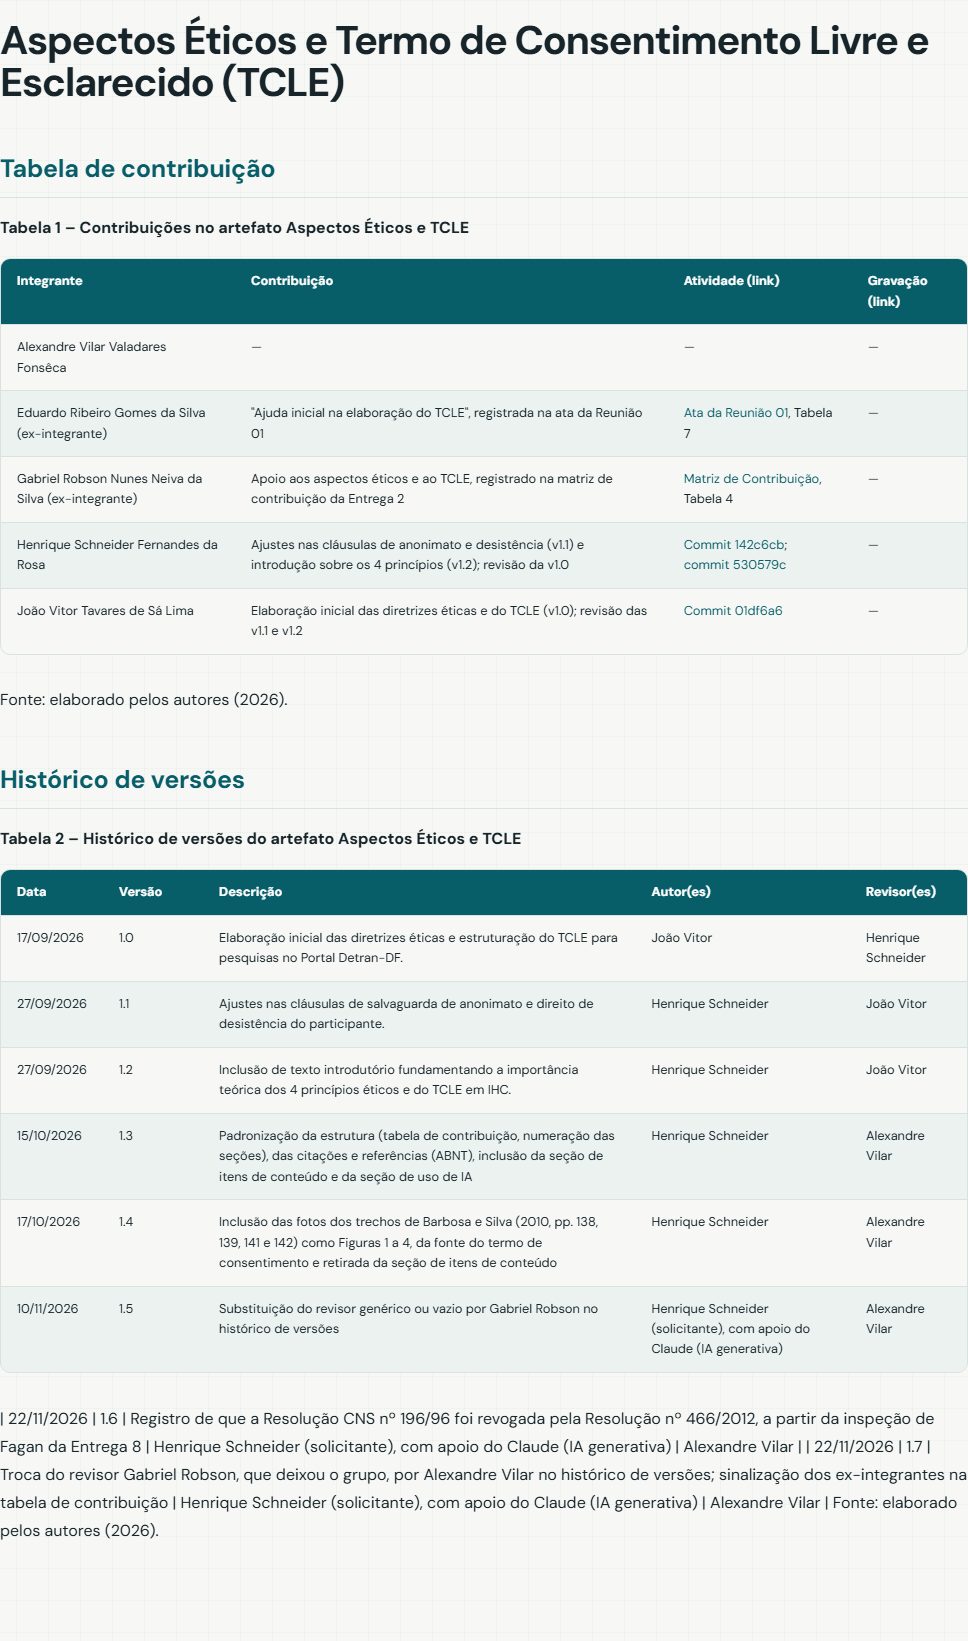 Aspectos Éticos e Termo de Consentimento Livre e
Esclarecido (TCLE)
Tabela de contribuição
Tabela 1 – Contribuições no artefato Aspectos Éticos e TCLE
Integrante Contribuição Atividade (link) Gravação
(link)
Alexandre Vilar Valadares — — —
Fonsêca
Eduardo Ribeiro Gomes da Silva "Ajuda inicial na elaboração do TCLE", registrada na ata da Reunião Ata da Reunião 01, Tabela —
(ex-integrante) 01 7
Gabriel Robson Nunes Neiva da Apoio aos aspectos éticos e ao TCLE, registrado na matriz de Matriz de Contribuição, —
Silva (ex-integrante) contribuição da Entrega 2 Tabela 4
Henrique Schneider Fernandes da Ajustes nas cláusulas de anonimato e desistência (v1.1) e Commit 142c6cb; —
Rosa introdução sobre os 4 princípios (v1.2); revisão da v1.0 commit 530579c
João Vitor Tavares de Sá Lima Elaboração inicial das diretrizes éticas e do TCLE (v1.0); revisão das Commit 01df6a6 —
v1.1 e v1.2
Fonte: elaborado pelos autores (2026).
Histórico de versões
Tabela 2 – Histórico de versões do artefato Aspectos Éticos e TCLE
Data Versão Descrição Autor(es) Revisor(es)
17/09/2026 1.0 Elaboração inicial das diretrizes éticas e estruturação do TCLE para João Vitor Henrique
pesquisas no Portal Detran-DF. Schneider
27/09/2026 1.1 Ajustes nas cláusulas de salvaguarda de anonimato e direito de Henrique Schneider João Vitor
desistência do participante.
27/09/2026 1.2 Inclusão de texto introdutório fundamentando a importância Henrique Schneider João Vitor
teórica dos 4 princípios éticos e do TCLE em IHC.
15/10/2026 1.3 Padronização da estrutura (tabela de contribuição, numeração das Henrique Schneider Alexandre
seções), das citações e referências (ABNT), inclusão da seção de Vilar
itens de conteúdo e da seção de uso de IA
17/10/2026 1.4 Inclusão das fotos dos trechos de Barbosa e Silva (2010, pp. 138, Henrique Schneider Alexandre
139, 141 e 142) como Figuras 1 a 4, da fonte do termo de Vilar
consentimento e retirada da seção de itens de conteúdo
10/11/2026 1.5 Substituição do revisor genérico ou vazio por Gabriel Robson no Henrique Schneider Alexandre
histórico de versões (solicitante), com apoio do Vilar
Claude (IA generativa)
| 22/11/2026 | 1.6 | Registro de que a Resolução CNS nº 196/96 foi revogada pela Resolução nº 466/2012, a partir da inspeção de
Fagan da Entrega 8 | Henrique Schneider (solicitante), com apoio do Claude (IA generativa) | Alexandre Vilar | | 22/11/2026 | 1.7 |
Troca do revisor Gabriel Robson, que deixou o grupo, por Alexandre Vilar no histórico de versões; sinalização dos ex-integrantes na
tabela de contribuição | Henrique Schneider (solicitante), com apoio do Claude (IA generativa) | Alexandre Vilar | Fonte: elaborado
pelos autores (2026).